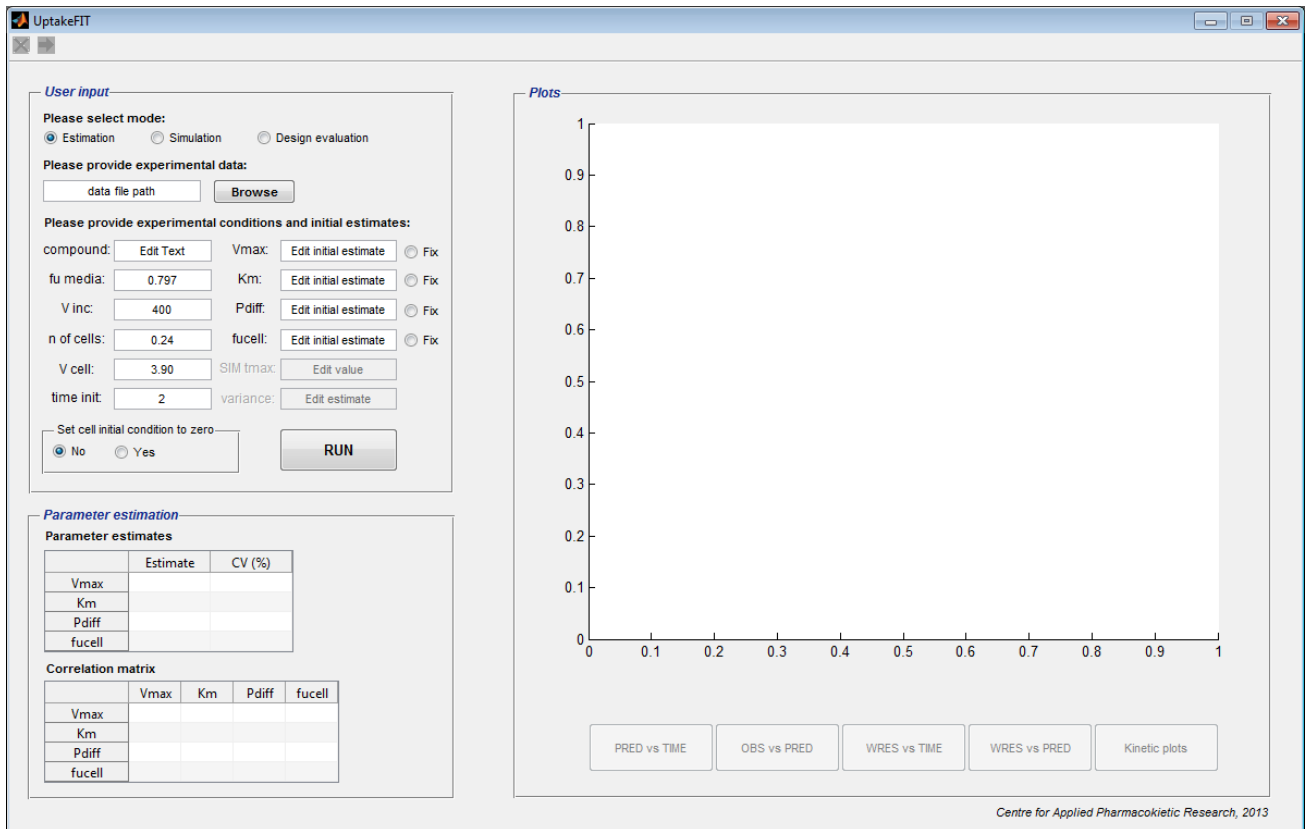 UptakeFIT
User input
Please select mode:
Estimation Simulation Design evaluation
Please provide experimental data:
data file path Browse
Please provide experimental conditions and initial estimates:
compound: Edit Text Vmax: Edit initial estimate Fix
fu media: 0.797 Km: Edit initial estimate Fix
V inc: 400 Pdiff: Edit initial estimate Fix
n of cells: 0.24 fucell: Edit initial estimate Fix
V cell: 3.90 SIM tmax: Edit value
time init: 2 variance: Edit estimate
Set cell initial condition to zero
No Yes
RUN
Parameter estimation
Parameter estimates
Estimate CV (%)
Vmax
Km
Pdiff
fucell
Correlation matrix
Vmax Km Pdiff fucell
Vmax
Km
Pdiff
fucell
Plots
1
0.9
0.8
0.7
0.6
0.5
0.4
0.3
0.2
0.1
0
0 0.1 0.2 0.3 0.4 0.5 0.6 0.7 0.8 0.9 1
PRED vs TIME OBS vs PRED WRES vs TIME WRES vs PRED Kinetic plots
Centre for Applied Pharmacokietic Research, 2013